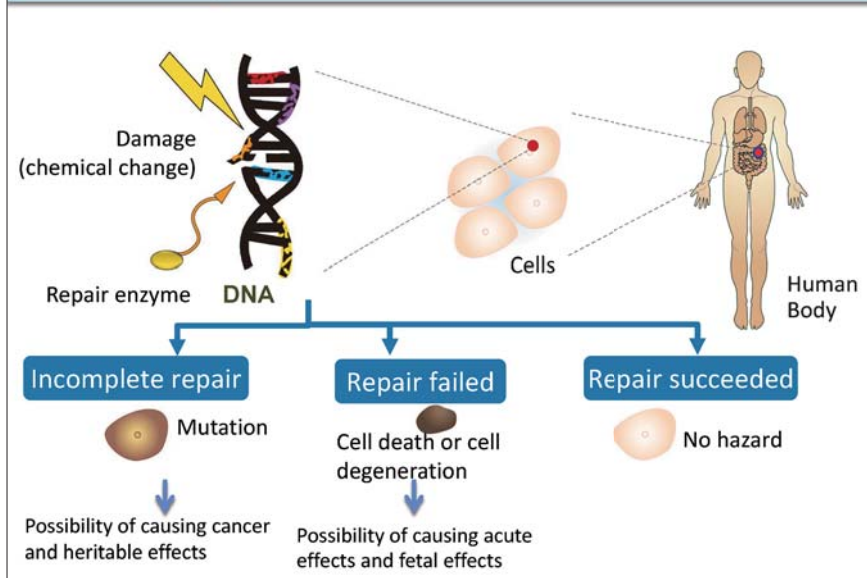 Damage
(chemical change)
Repair enzyme
DNA
Cells
Human
Body
Incomplete repair
Repair failed
Repair succeeded
Mutation
Cell death or cell
degeneration
No hazard
Possibility of causing cancer
and heritable effects
Possibility of causing acute
effects and fetal effects